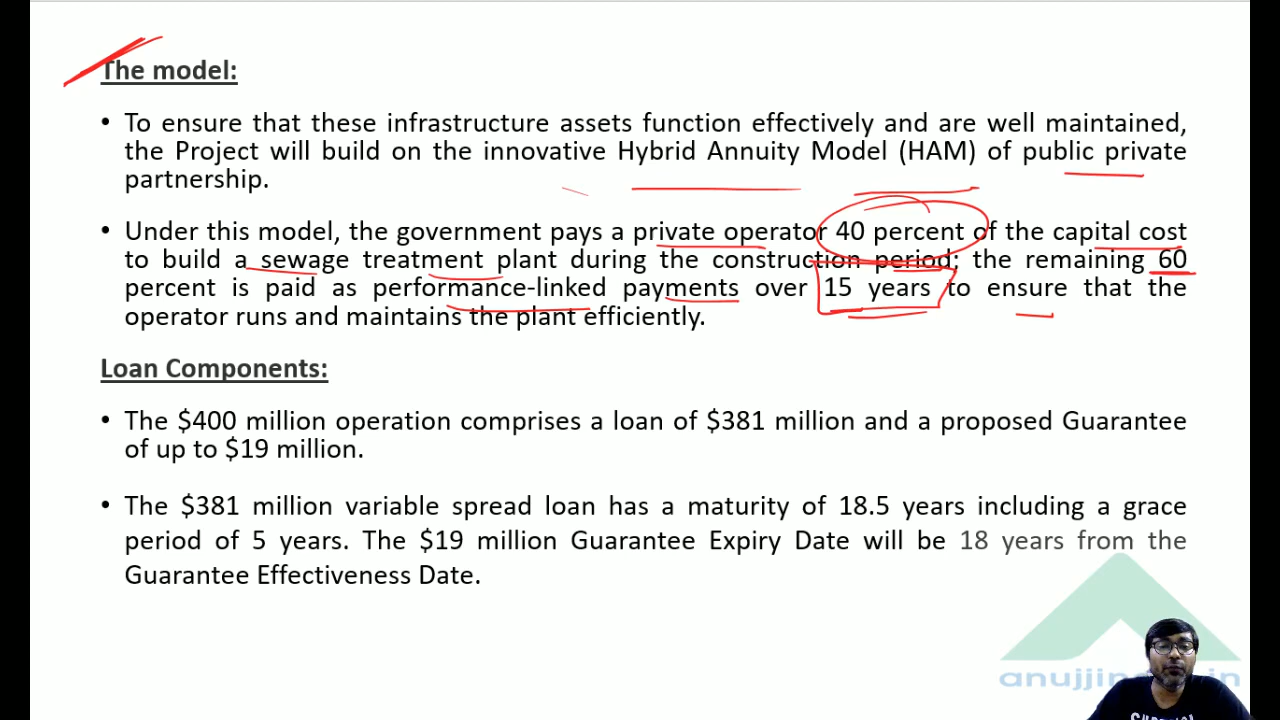 The model:
• To ensure that these infrastructure assets function effectively and are well maintained,
the Project will build on the innovative Hybrid Annuity Model (HAM) of public private
partnership.
• Under this model, the government pays a private operator 40 percent of the capital cost
to build a sewage treatment plant during the construction period; the remaining 60
percent is paid as performance-linked payments over 15 years to ensure that the
operator runs and maintains the plant efficiently.
Loan Components:
• The $400 million operation comprises a loan of $381 million and a proposed Guarantee
of up to $19 million.
• The $381 million variable spread loan has a maturity of 18.5 years including a grace
period of 5 years. The $19 million Guarantee Expiry Date will be 18 years from the
Guarantee Effectiveness Date.